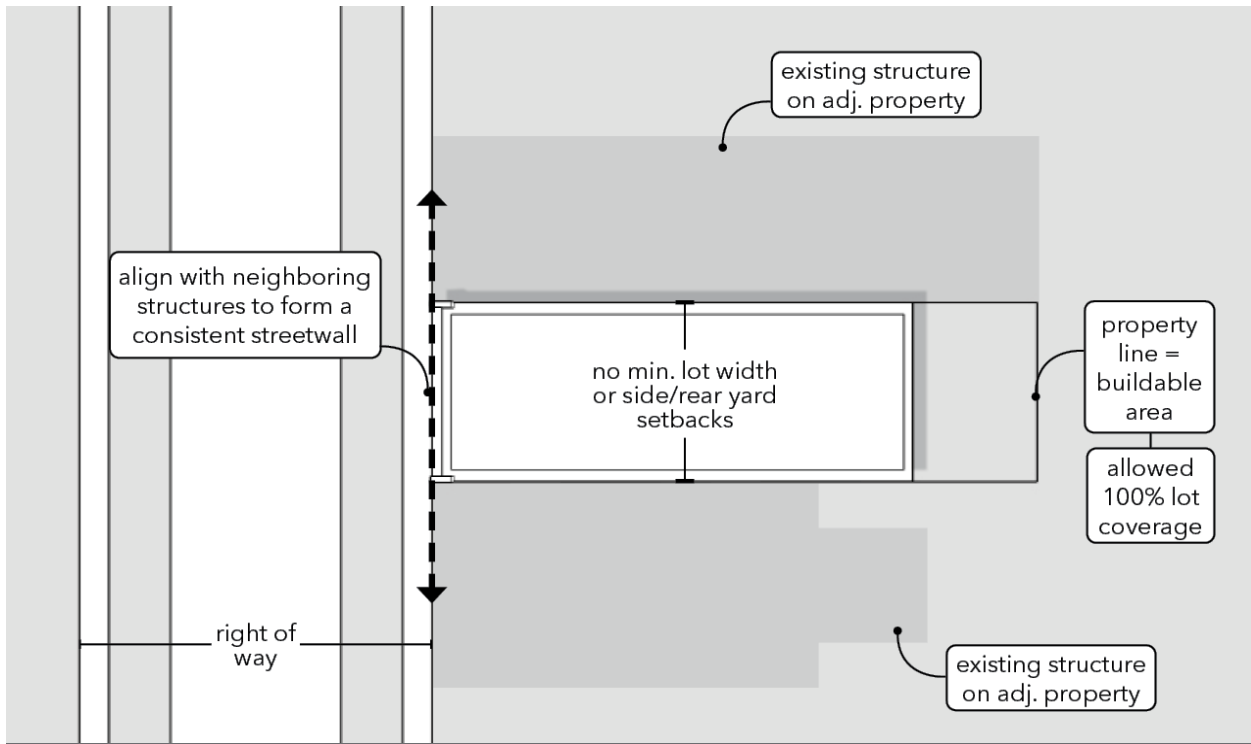 existing structure
on adj. property
align with neighboring
structures to form a
consistent streetwall
no min. lot width
or side/rear yard
setbacks
property
line =
buildable
area
allowed
100% lot
coverage
right of
way
existing structure
on adj. property